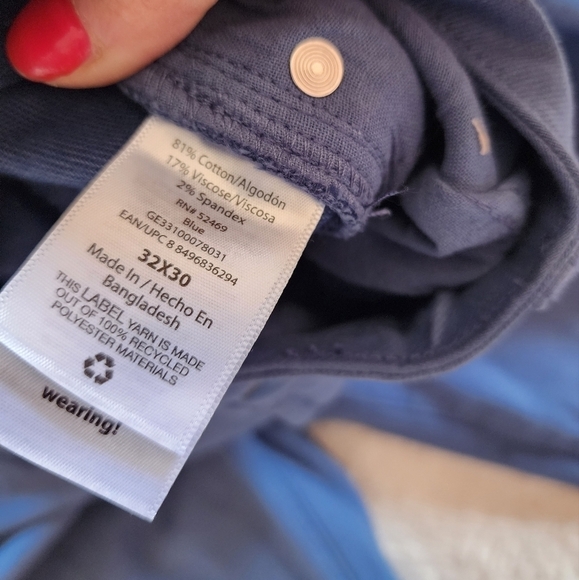 81% Cotton/Algodón
17% Viscose/Viscosa
2% Spandex
RN# 52469
Blue
GE33100078031
EAN/UPC 8 8496836294
32X30
Made In / Hecho En
Bangladesh
THIS LABEL YARN IS MADE
OUT OF 100% RECYCLED
POLYESTER MATERIALS
wearing!